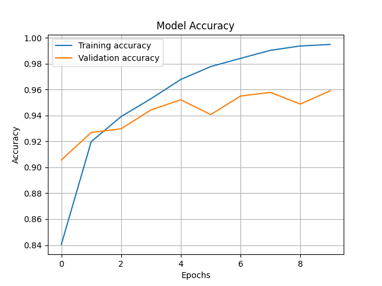 Model Accuracy
1.00
0.98
0.96
0.94
0.92
0.90
0.88
0.86
0.84
Accuracy
Training accuracy
Validation accuracy
0 2 4 6 8
Epochs